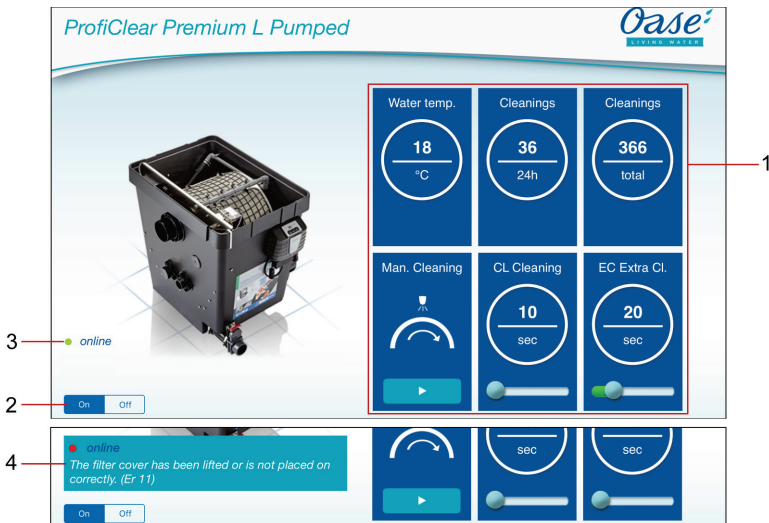 ProfiClear Premium L Pumped
Oase
LIVING WATER
Water temp.
18
°C
Cleanings
36
24h
Cleanings
366
total
1
Man. Cleaning
CL Cleaning
10
sec
EC Extra Cl.
20
sec
3
online
2
On
Off
4
online
The filter cover has been lifted or is not placed on
correctly. (Er 11)
sec
sec
On
Off